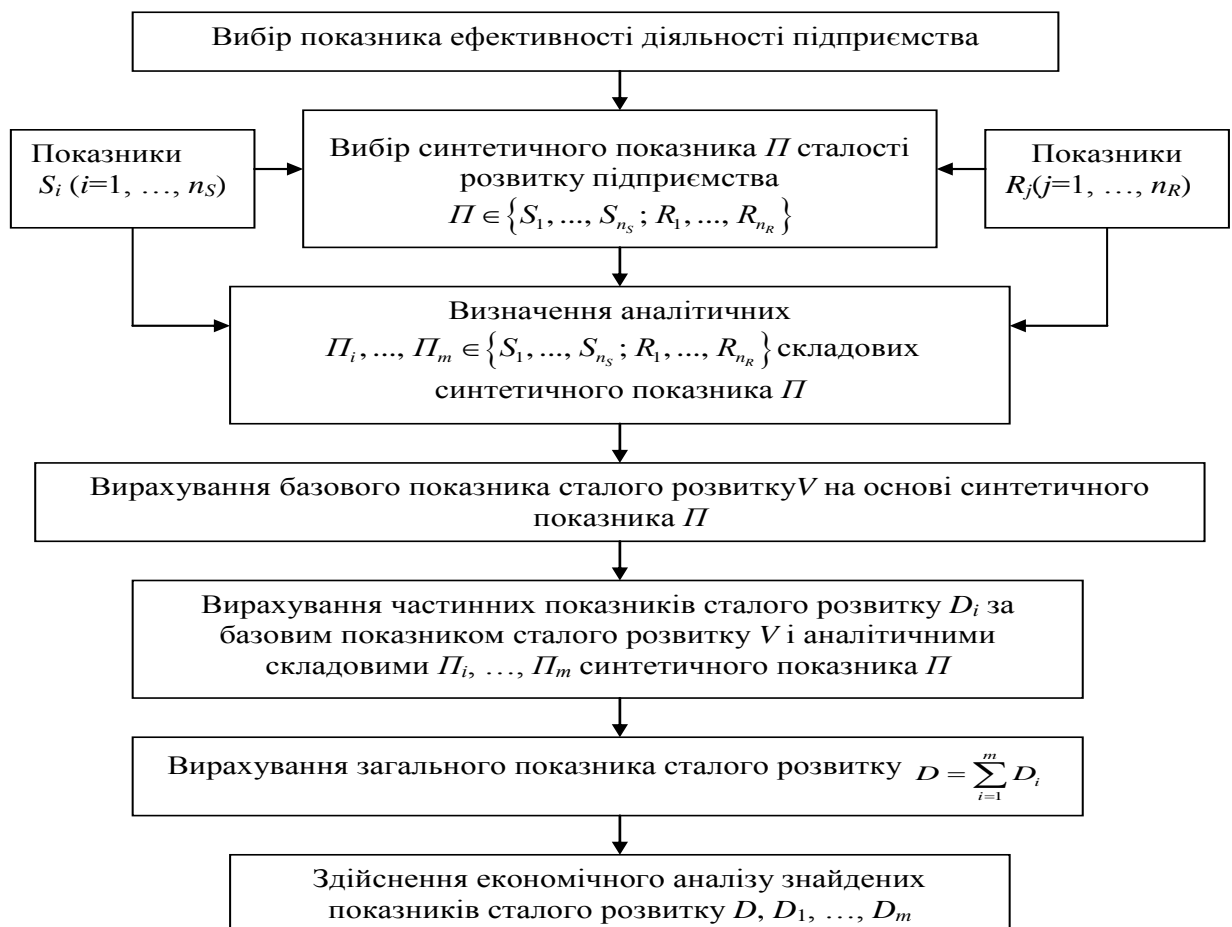 Вибір показника ефективності діяльності підприємства
Показники
S_i (i=1, …, n_S)
Вибір синтетичного показника П сталості
розвитку підприємства
П ∈ {S_1, ..., S_{n_S}; R_1, ..., R_{n_R}}
Показники
R_j(j=1, …, n_R)
Визначення аналітичних
П_i, ..., П_m ∈ {S_1, ..., S_{n_S}; R_1, ..., R_{n_R}} складових
синтетичного показника П
Вирахування базового показника сталого розвиткуV на основі синтетичного
показника П
Вирахування частинних показників сталого розвитку D_i за
базовим показником сталого розвитку V і аналітичними
складовими П_i, …, П_m синтетичного показника П
Вирахування загального показника сталого розвитку D = \sum_{i=1}^{m} D_i
Здійснення економічного аналізу знайдених
показників сталого розвитку D, D_1, …, D_m